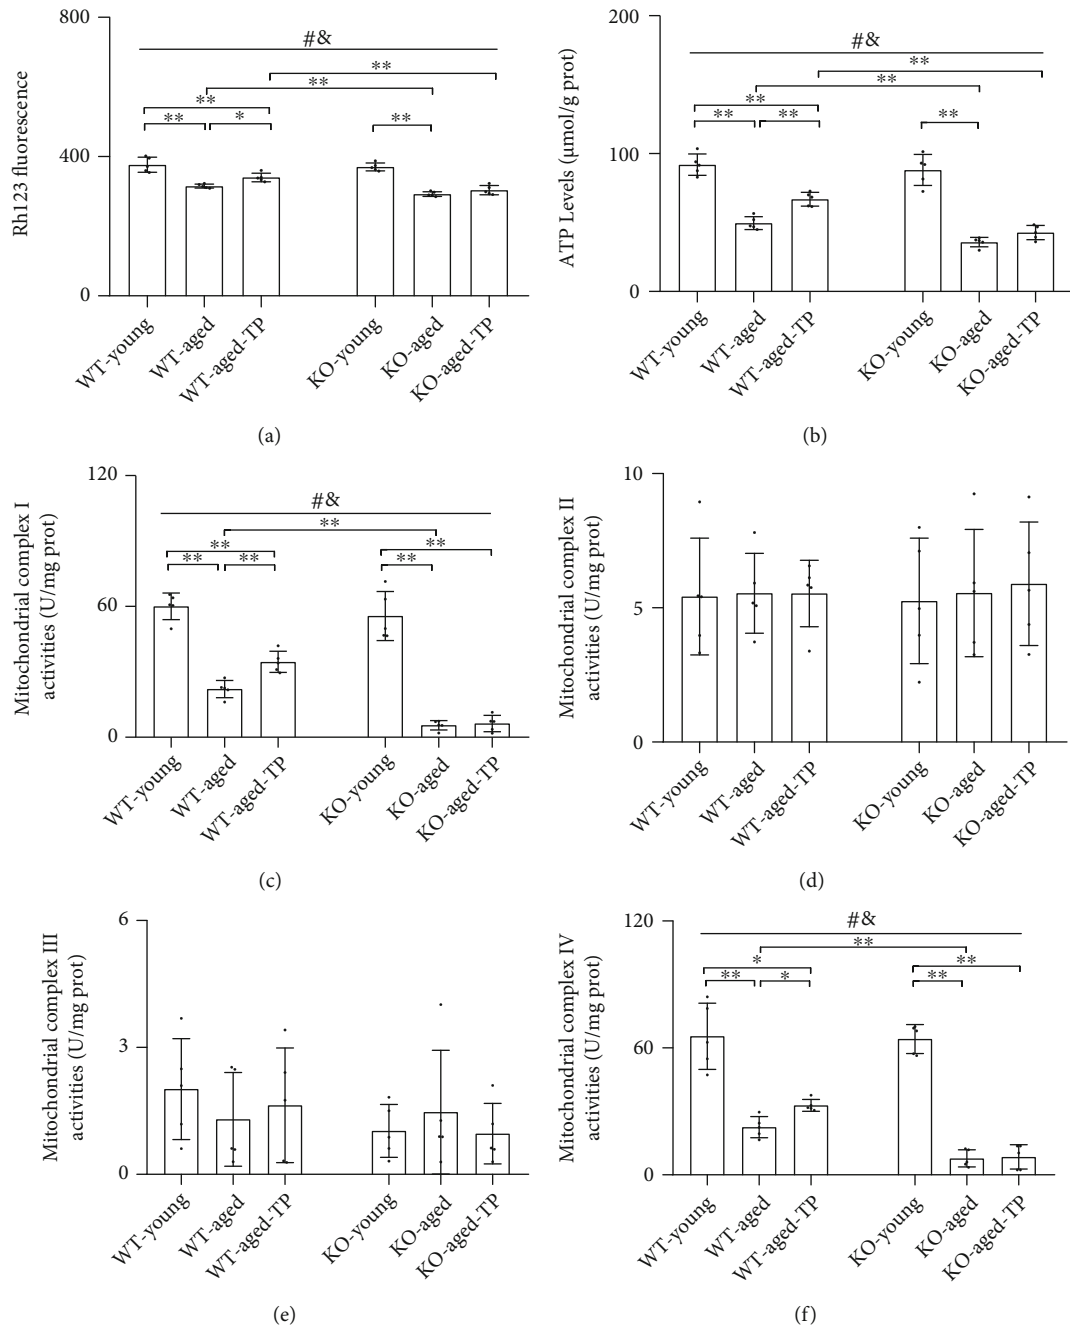 800
400
0
Rh123 fluorescence
#&
**
**
**
**
*
**
WT-young
WT-aged
WT-aged-TP
KO-young
KO-aged
KO-aged-TP
(a)
200
100
0
ATP Levels (μmol/g prot)
#&
**
**
**
**
**
**
WT-young
WT-aged
WT-aged-TP
KO-young
KO-aged
KO-aged-TP
(b)
120
60
0
Mitochondrial complex I
activities (U/mg prot)
#&
**
**
**
**
**
**
WT-young
WT-aged
WT-aged-TP
KO-young
KO-aged
KO-aged-TP
(c)
10
5
0
Mitochondrial complex II
activities (U/mg prot)
WT-young
WT-aged
WT-aged-TP
KO-young
KO-aged
KO-aged-TP
(d)
6
3
0
Mitochondrial complex III
activities (U/mg prot)
WT-young
WT-aged
WT-aged-TP
KO-young
KO-aged
KO-aged-TP
(e)
120
60
0
Mitochondrial complex IV
activities (U/mg prot)
#&
**
*
**
**
*
**
WT-young
WT-aged
WT-aged-TP
KO-young
KO-aged
KO-aged-TP
(f)